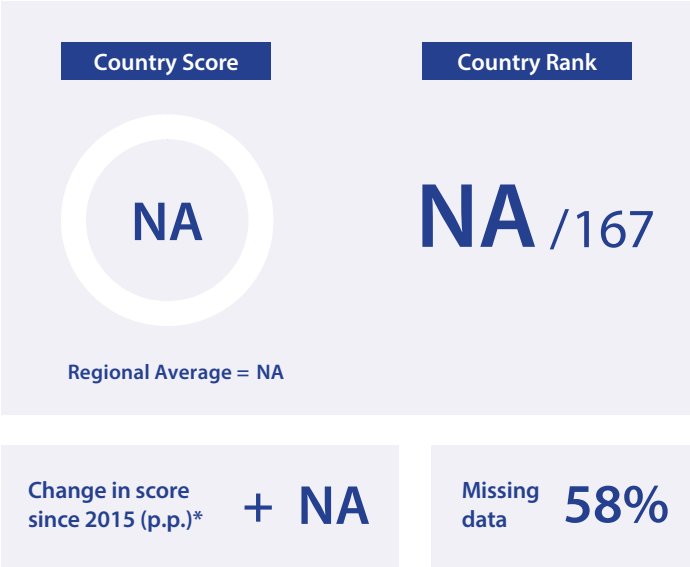 Country Score
Country Rank
NA
NA /167
Regional Average = NA
Change in score
since 2015 (p.p.)*
+ NA
Missing
data
58%